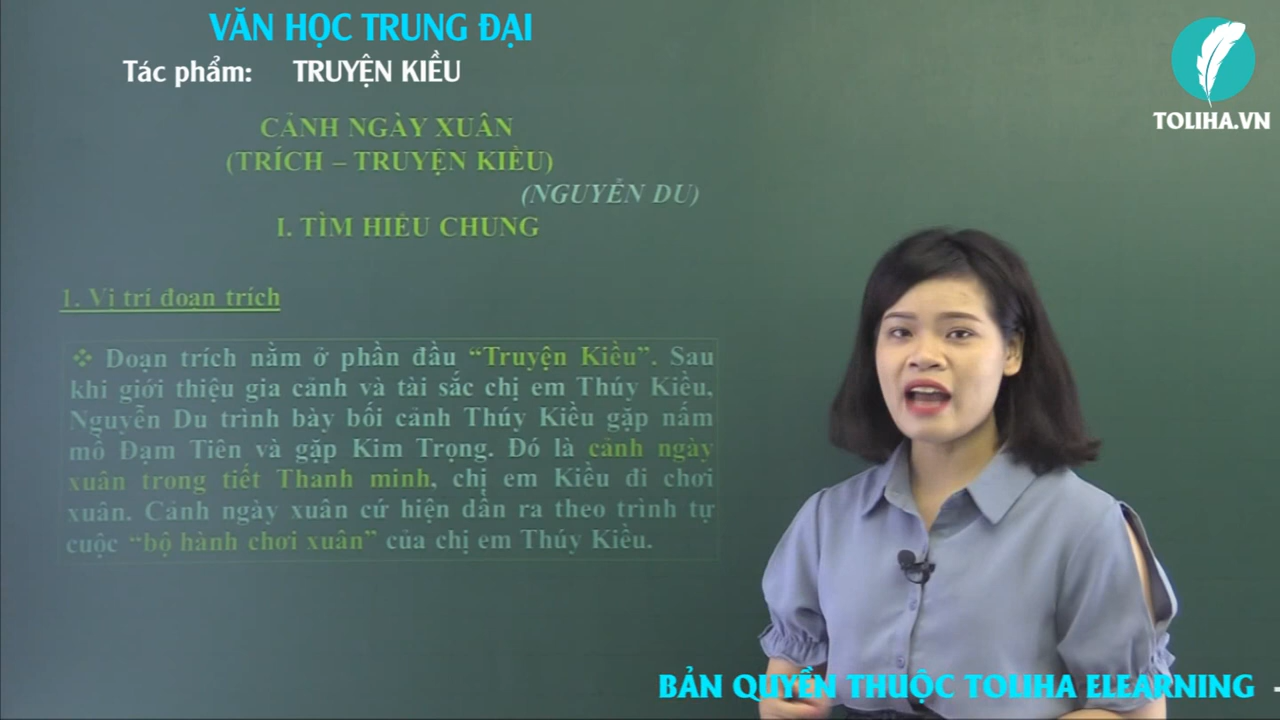 VĂN HỌC TRUNG ĐẠI
Tác phẩm: TRUYỆN KIỀU
TOLIHA.VN
CẢNH NGÀY XUÂN
(TRÍCH – TRUYỆN KIỀU)
(NGUYỄN DU)
I. TÌM HIỂU CHUNG
1. Vị trí đoạn trích
❖ Đoạn trích nằm ở phần đầu “Truyện Kiều”. Sau
khi giới thiệu gia cảnh và tài sắc chị em Thúy Kiều,
Nguyễn Du trình bày bối cảnh Thúy Kiều gặp nấm
mồ Đạm Tiên và gặp Kim Trọng. Đó là cảnh ngày
xuân trong tiết Thanh minh, chị em Kiều đi chơi
xuân. Cảnh ngày xuân cứ hiện dần ra theo trình tự
cuộc “bộ hành chơi xuân” của chị em Thúy Kiều.
BẢN QUYỀN THUỘC TOLIHA ELEARNING -